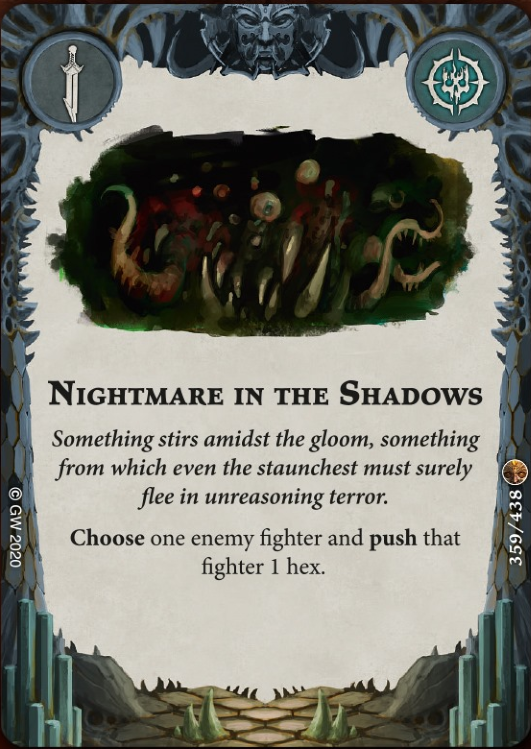 Nightmare in the Shadows
Something stirs amidst the gloom, something
from which even the staunchest must surely
flee in unreasoning terror.
Choose one enemy fighter and push that
fighter 1 hex.
© GW 2020
359/438